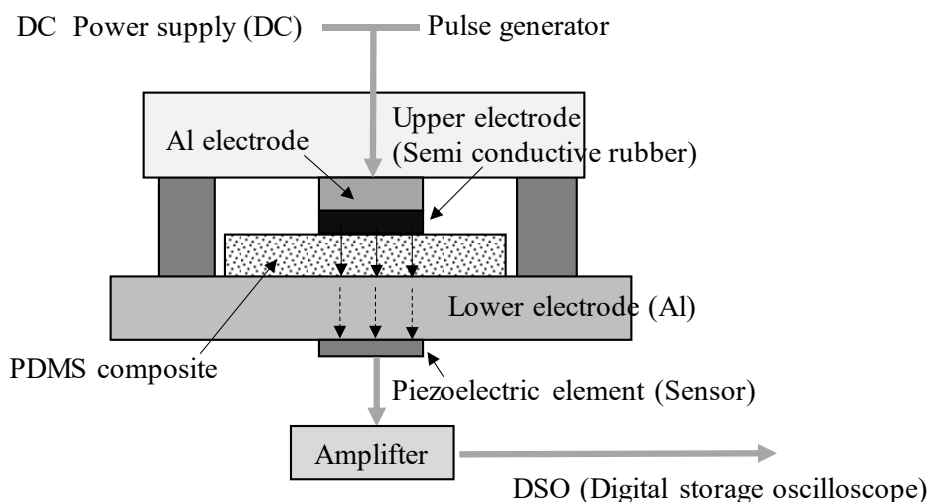 DC Power supply (DC)
Pulse generator
Al electrode
Upper electrode
(Semi conductive rubber)
Lower electrode (Al)
PDMS composite
Piezoelectric element (Sensor)
Amplifter
DSO (Digital storage oscilloscope)